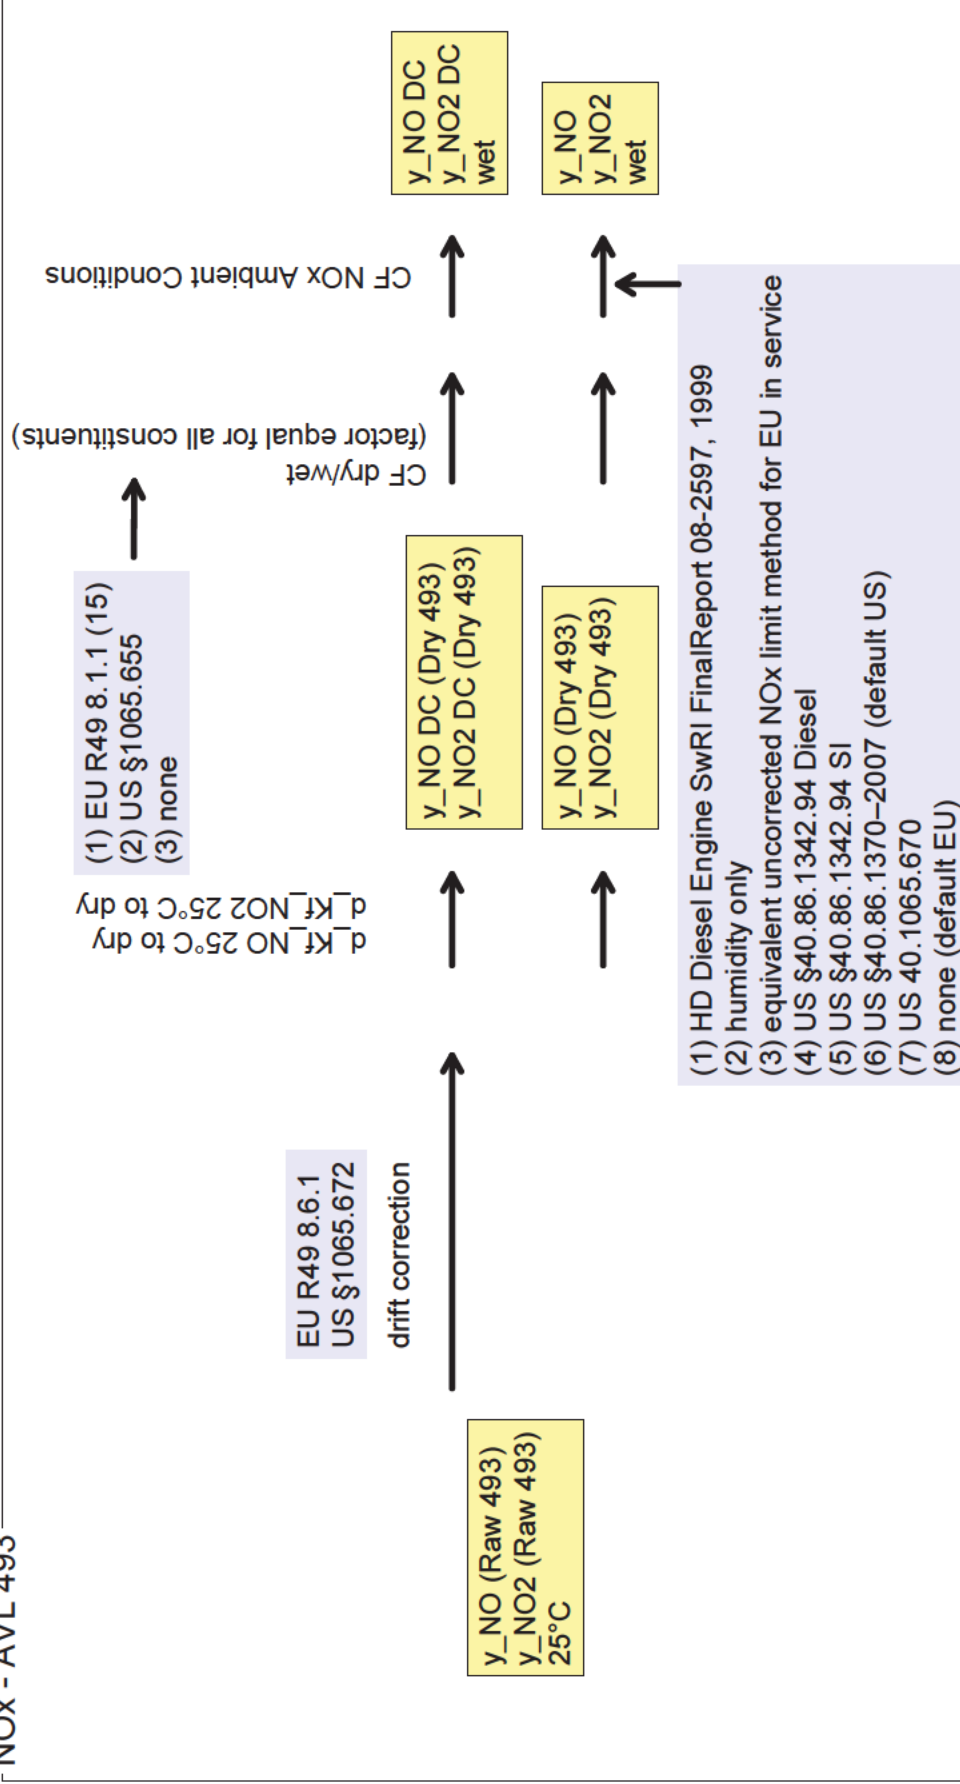 NOx - AVL 493
y_NO (Raw 493)
y_NO2 (Raw 493)
25°C
EU R49 8.6.1
US §1065.672
drift correction
d_Kf_NO 25°C to dry
d_Kf_NO2 25°C to dry
(1) EU R49 8.1.1 (15)
(2) US §1065.655
(3) none
y_NO DC (Dry 493)
y_NO2 DC (Dry 493)
y_NO (Dry 493)
y_NO2 (Dry 493)
CF dry/wet
(factor equal for all constituents)
CF NOx Ambient Conditions
y_NO DC
y_NO2 DC
wet
y_NO
y_NO2
wet
(1) HD Diesel Engine SwRI FinalReport 08-2597, 1999
(2) humidity only
(3) equivalent uncorrected NOx limit method for EU in service
(4) US §40.86.1342.94 Diesel
(5) US §40.86.1342.94 SI
(6) US §40.86.1370–2007 (default US)
(7) US 40.1065.670
(8) none (default EU)